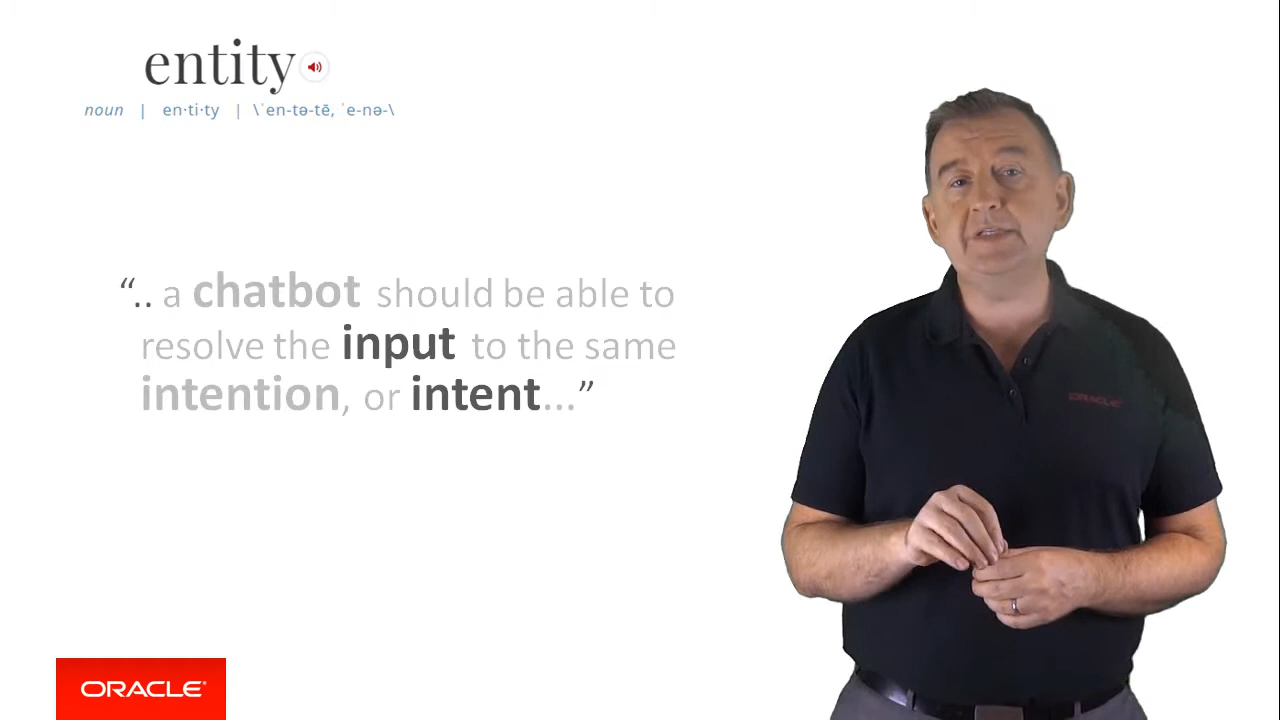 entity
noun | en·ti·ty | \ˈen-tə-tē, ˈe-nə-\
“.. a chatbot should be able to
resolve the input to the same
intention, or intent...”
ORACLE
ORACLE®